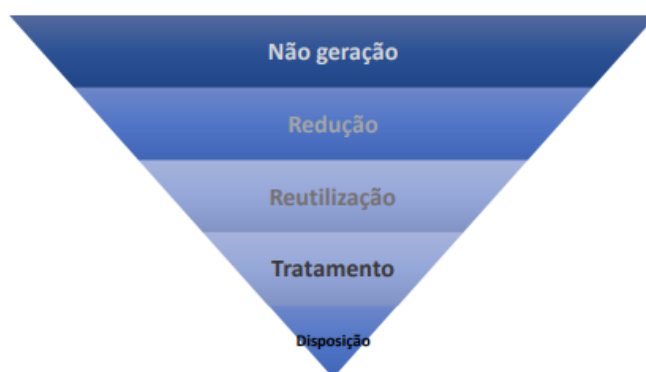 Não geração
Redução
Reutilização
Tratamento
Disposição